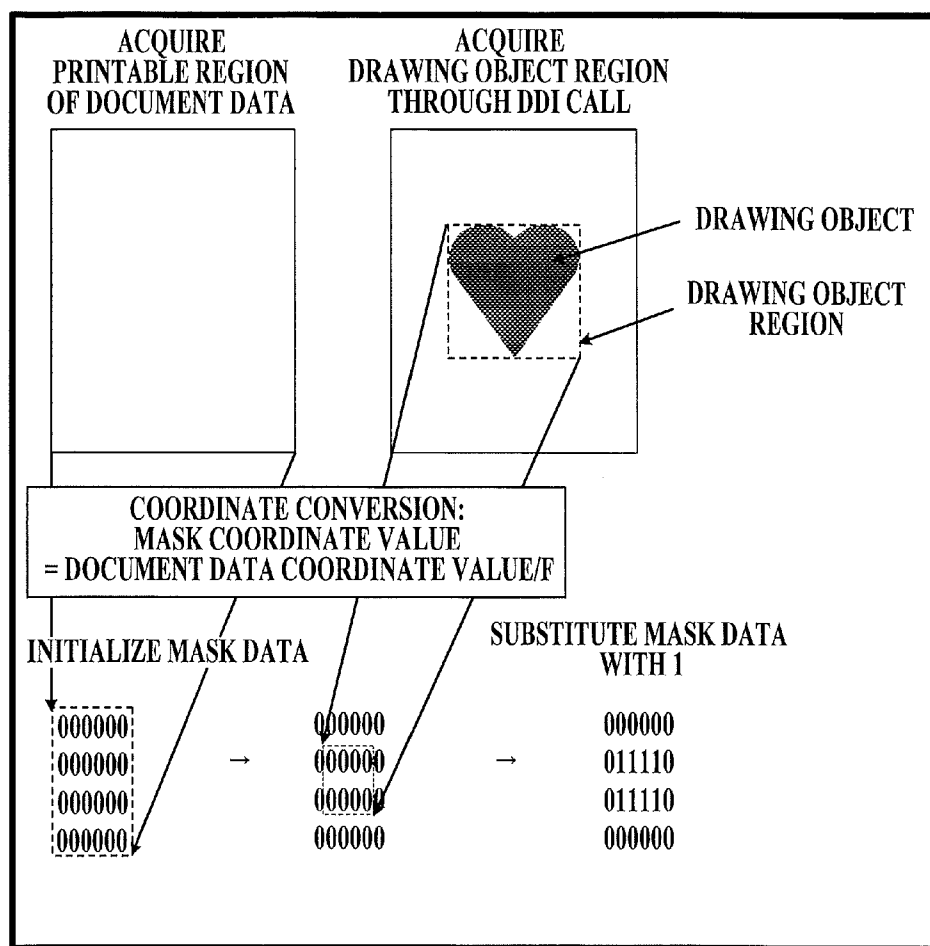 ACQUIRE
PRINTABLE REGION
OF DOCUMENT DATA
ACQUIRE
DRAWING OBJECT REGION
THROUGH DDI CALL
DRAWING OBJECT
DRAWING OBJECT
REGION
COORDINATE CONVERSION:
MASK COORDINATE VALUE
= DOCUMENT DATA COORDINATE VALUE/F
INITIALIZE MASK DATA
SUBSTITUTE MASK DATA
WITH 1
000000
000000
000000
000000
→
000000
000000
000000
000000
→
000000
011110
011110
000000